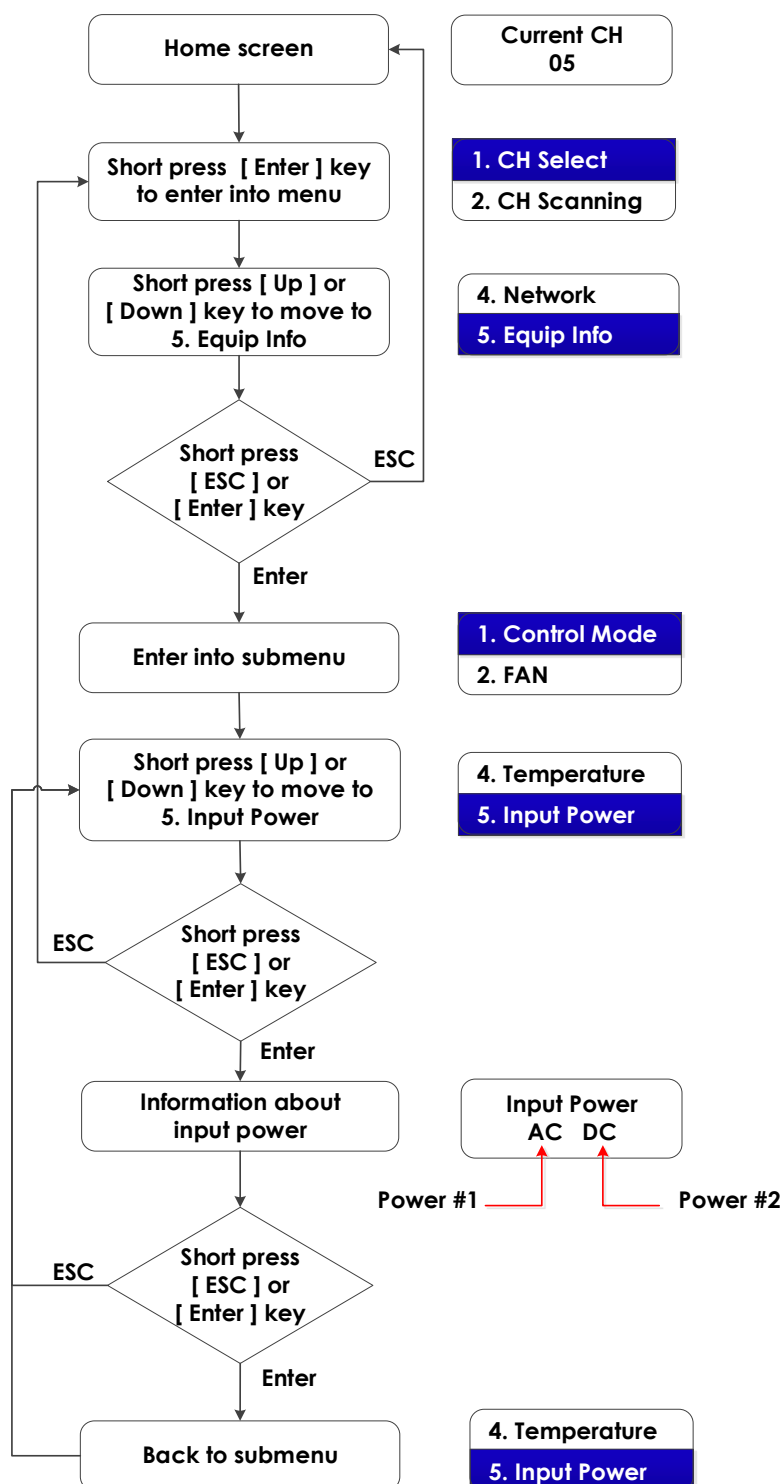 Home screen
Current CH
05
Short press [ Enter ] key
to enter into menu
1. CH Select
2. CH Scanning
Short press [ Up ] or
[ Down ] key to move to
5. Equip Info
4. Network
5. Equip Info
Short press
[ ESC ] or
[ Enter ] key
ESC
Enter
Enter into submenu
1. Control Mode
2. FAN
Short press [ Up ] or
[ Down ] key to move to
5. Input Power
4. Temperature
5. Input Power
ESC
Short press
[ ESC ] or
[ Enter ] key
Enter
Information about
input power
Input Power
AC DC
Power #1
Power #2
ESC
Short press
[ ESC ] or
[ Enter ] key
Enter
Back to submenu
4. Temperature
5. Input Power